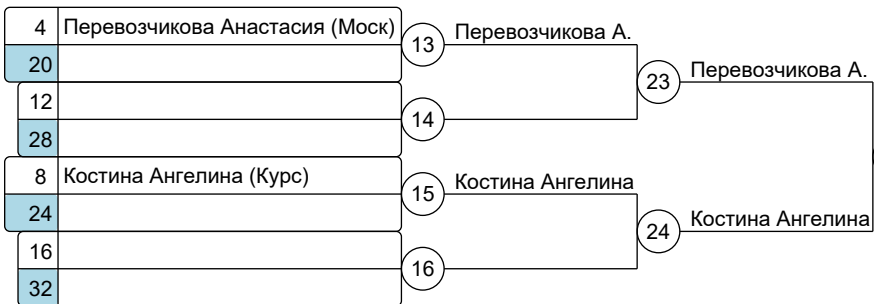 4 Перевозчикова Анастасия (Моск)
13 Перевозчикова А.
20
23 Перевозчикова А.
12
14
28
8 Костина Ангелина (Курс)
15 Костина Ангелина
24
24 Костина Ангелина
16
16
32